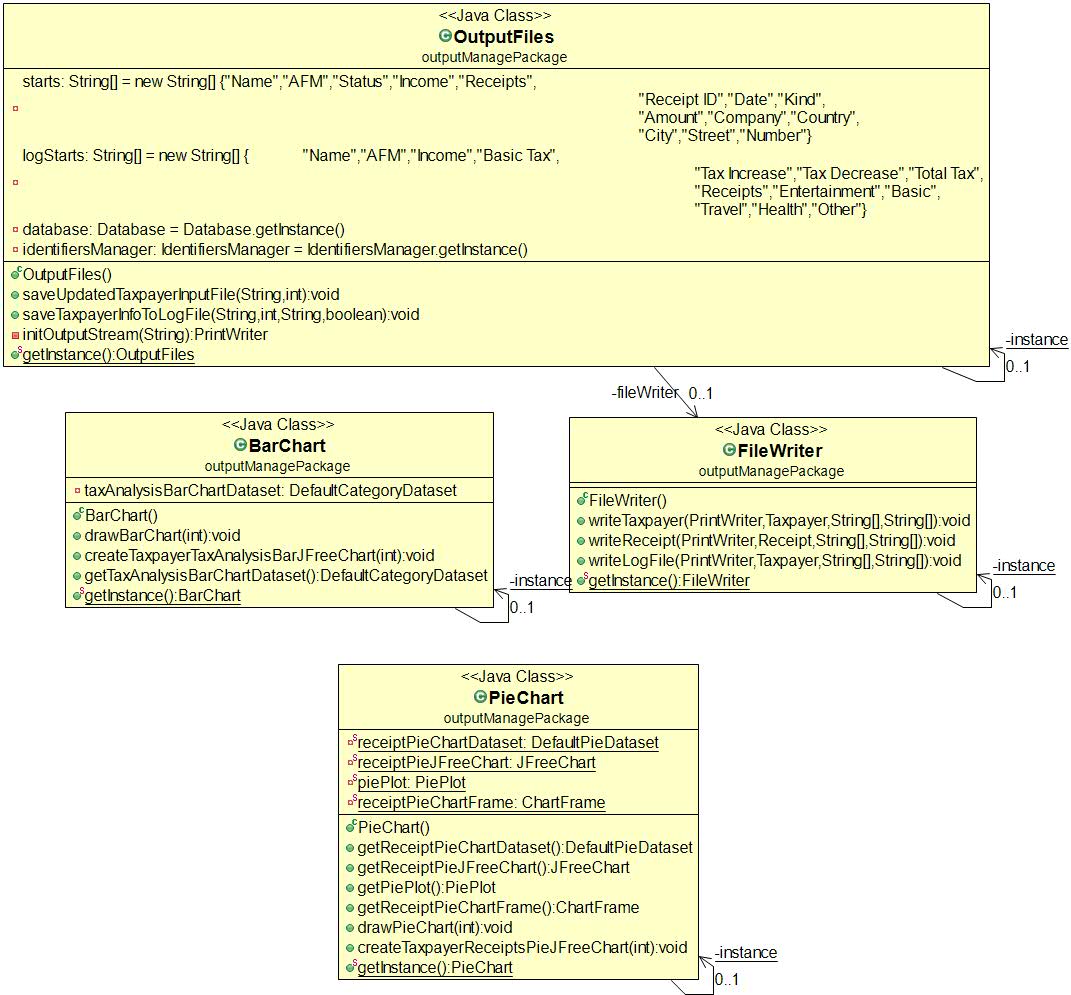 <<Java Class>>
OutputFiles
outputManagePackage
starts: String[] = new String[] {"Name","AFM","Status","Income","Receipts",
"Receipt ID","Date","Kind",
"Amount","Company","Country",
"City","Street","Number"}
logStarts: String[] = new String[] { "Name","AFM","Income","Basic Tax",
"Tax Increase","Tax Decrease","Total Tax",
"Receipts","Entertainment","Basic",
"Travel","Health","Other"}
database: Database = Database.getInstance()
identifiersManager: IdentifiersManager = IdentifiersManager.getInstance()
OutputFiles()
saveUpdatedTaxpayerInputFile(String,int):void
saveTaxpayerInfoToLogFile(String,int,String,boolean):void
initOutputStream(String):PrintWriter
getInstance():OutputFiles
-instance
0..1
-fileWriter 0..1
<<Java Class>>
BarChart
outputManagePackage
taxAnalysisBarChartDataset: DefaultCategoryDataset
BarChart()
drawBarChart(int):void
createTaxpayerTaxAnalysisBarJFreeChart(int):void
getTaxAnalysisBarChartDataset():DefaultCategoryDataset
getInstance():BarChart
-instance
0..1
<<Java Class>>
FileWriter
outputManagePackage
FileWriter()
writeTaxpayer(PrintWriter,Taxpayer,String[],String[]):void
writeReceipt(PrintWriter,Receipt,String[],String[]):void
writeLogFile(PrintWriter,Taxpayer,String[],String[]):void
getInstance():FileWriter
-instance
0..1
<<Java Class>>
PieChart
outputManagePackage
receiptPieChartDataset: DefaultPieDataset
receiptPieJFreeChart: JFreeChart
piePlot: PiePlot
receiptPieChartFrame: ChartFrame
PieChart()
getReceiptPieChartDataset():DefaultPieDataset
getReceiptPieJFreeChart():JFreeChart
getPiePlot():PiePlot
getReceiptPieChartFrame():ChartFrame
drawPieChart(int):void
createTaxpayerReceiptsPieJFreeChart(int):void
getInstance():PieChart
-instance
0..1